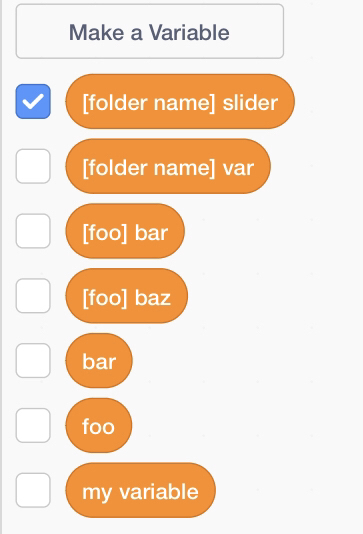 Make a Variable
[folder name] slider
[folder name] var
[foo] bar
[foo] baz
bar
foo
my variable